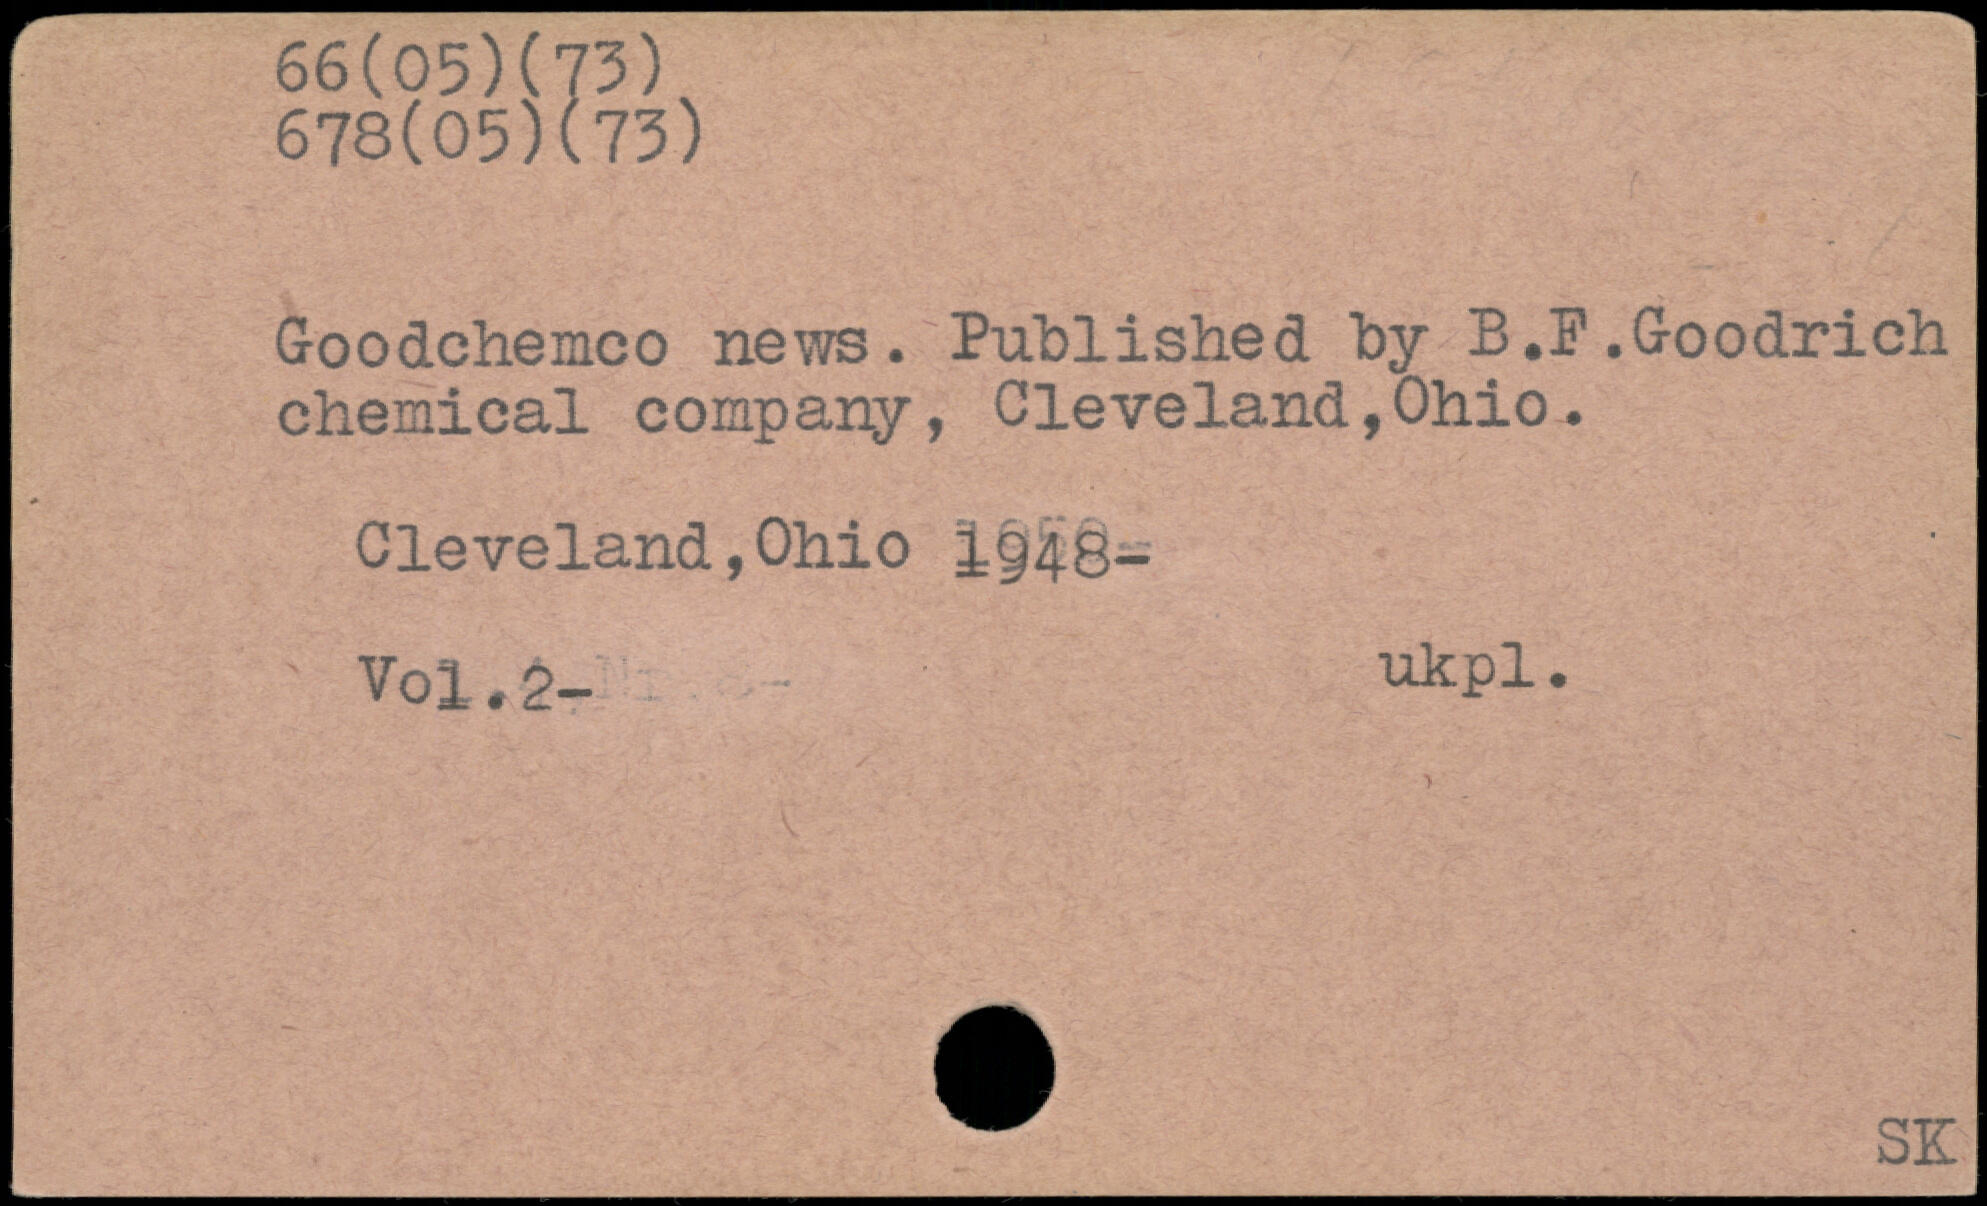 66(05)(73)
678(05)(73)
Goodchemco news. Published by B.F.Goodrich
chemical company, Cleveland,Ohio.
Cleveland,Ohio 1948-
Vol.2-
ukpl.
SK